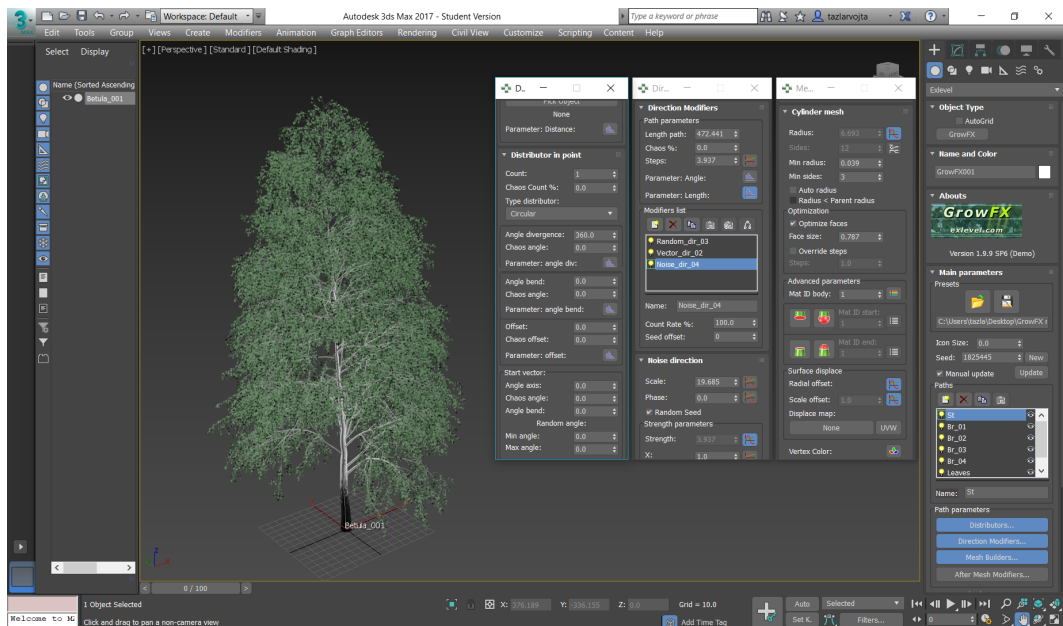 Workspace: Default
Autodesk 3ds Max 2017 - Student Version
Type a keyword or phrase
tazlarvojta
Edit Tools Group Views Create Modifiers Animation Graph Editors Rendering Civil View Customize Scripting Content Help
Select Display
Name (Sorted Ascending
Betula_001
[+] [Perspective ] [Standard ] [Default Shading ]
Betula_001
z
0 / 100
D...
Pick Object
None
Parameter: Distance:
Distributor in point
Count: 1
Chaos Count %: 0.0
Type distributor:
Circular
Angle divergence: 360.0
Chaos angle: 0.0
Parameter: angle div:
Angle bend: 0.0
Chaos angle: 0.0
Parameter: angle bend:
Offset: 0.0
Chaos offset: 0.0
Parameter: offset:
Start vector:
Angle axis: 0.0
Chaos angle: 0.0
Angle bend: 0.0
Random angle:
Min angle: 0.0
Max angle: 0.0
Dir...
Direction Modifiers
Path parameters
Length path: 472.441
Chaos %: 0.0
Steps: 3.937
Parameter: Angle:
Parameter: Length:
Modifiers list
Random_dir_03
Vector_dir_02
Noise_dir_04
Name: Noise_dir_04
Count Rate %: 100.0
Seed offset: 0
Noise direction
Scale: 19.685
Phase: 0.0
Random Seed
Strength parameters
Strength: 3.937
X: 1.0
Me...
Cylinder mesh
Radius: 6.693
Sides: 12
Min radius: 0.039
Min sides: 3
Auto radius
Radius < Parent radius
Optimization
Optimize faces
Face size: 0.787
Override steps
Steps: 1.0
Advanced parameters
Mat ID body: 1
Mat ID start:
1
Mat ID end:
1
Surface displace
Radial offset:
Scale offset: 1.0
Displace map:
None UVW
Vertex Color:
Exlevel
Object Type
AutoGrid
GrowFX
Name and Color
GrowFX001
Abouts
GrowFX
exlevel.com
Version 1.9.9 SP6 (Demo)
Main parameters
Presets
C:\Users\tazla\Desktop\GrowFX r
Icon Size: 0.0
Seed: 1825445 New
Manual update Update
Paths
St
Br_01
Br_02
Br_03
Br_04
Leaves
Name: St
Path parameters
Distributors...
Direction Modifiers...
Mesh Builders...
After Mesh Modifiers...
1 Object Selected
X: 376.189 Y: -336.155 Z: 0.0 Grid = 10.0
Auto Selected
Welcome to M
Click and drag to pan a non-camera view
Add Time Tag
Set K. Filters...
0